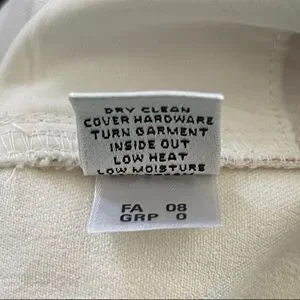 DRY CLEAN
COVER HARDWARE
TURN GARMENT
INSIDE OUT
LOW HEAT
LOW MOISTURE
FA 08
GRP 0